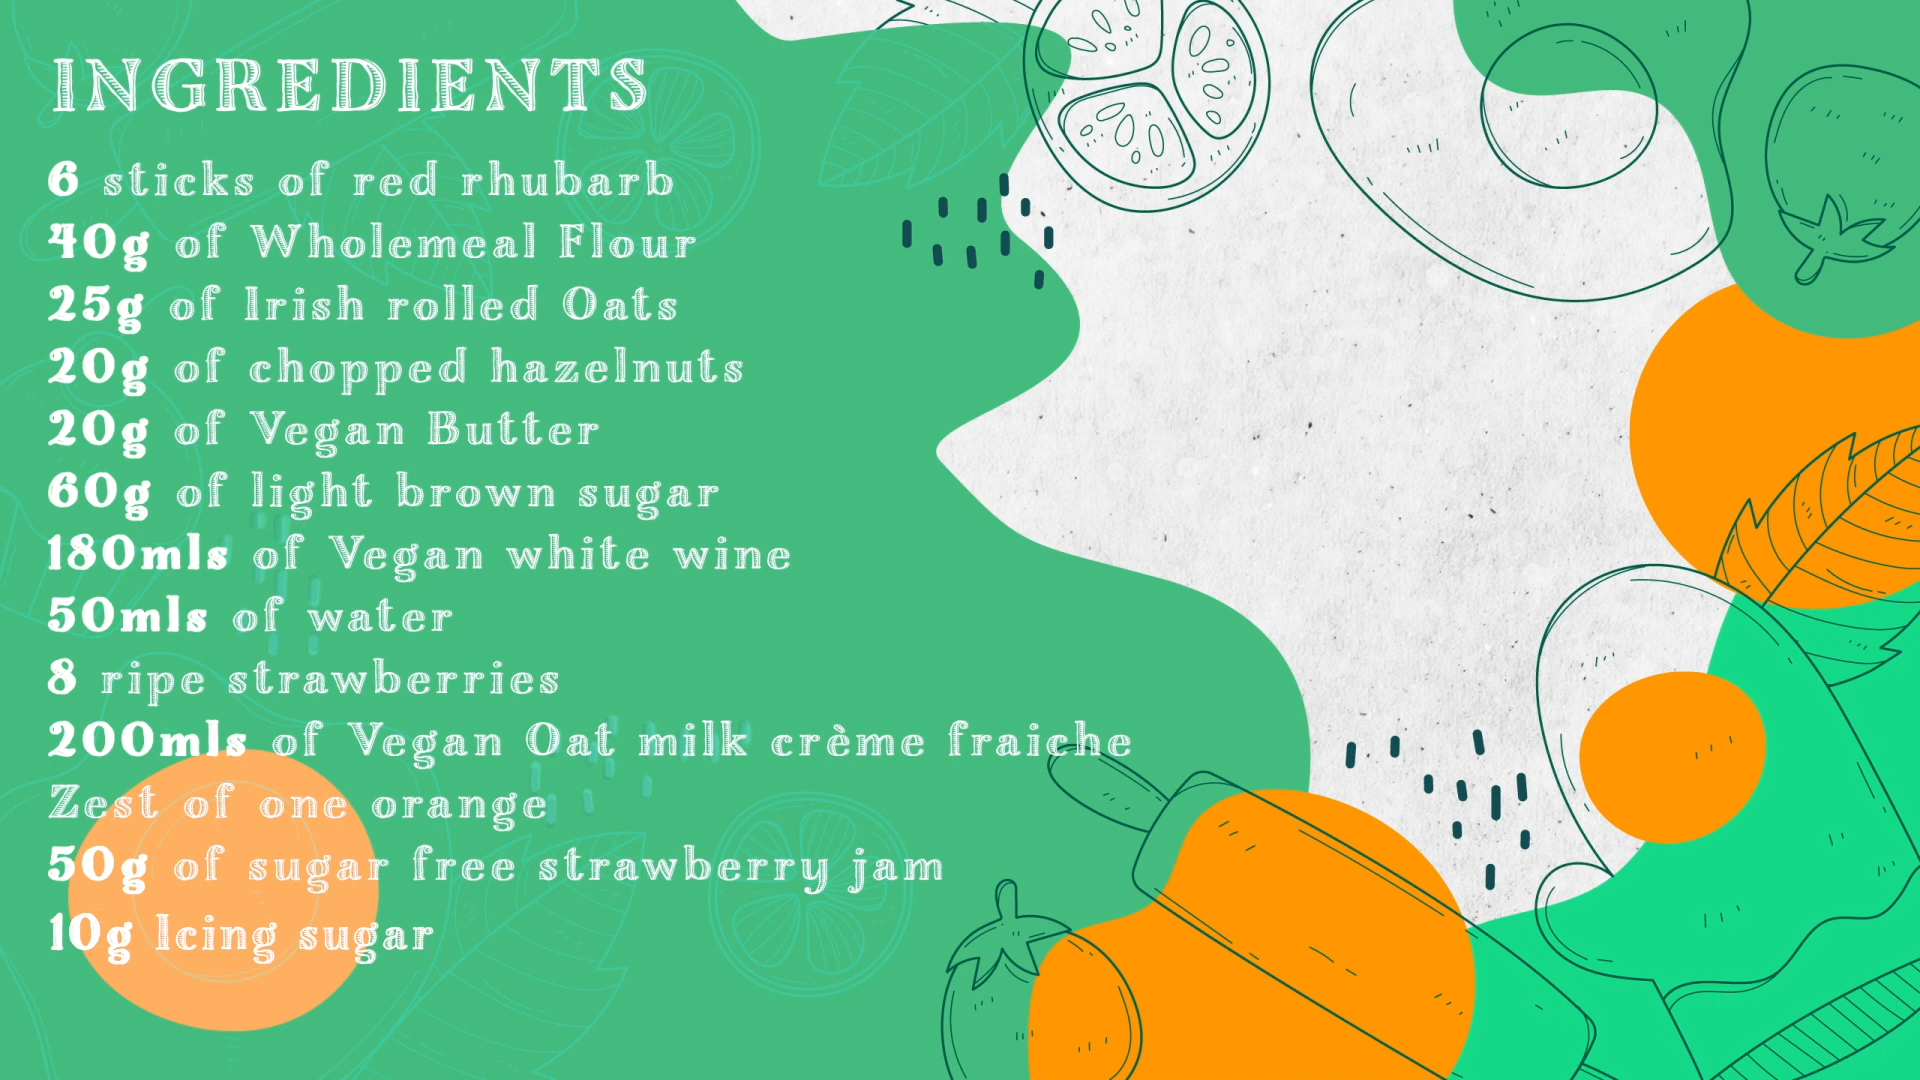 INGREDIENTS
6 sticks of red rhubarb
40g of Wholemeal Flour
25g of Irish rolled Oats
20g of chopped hazelnuts
20g of Vegan Butter
60g of light brown sugar
180mls of Vegan white wine
50mls of water
8 ripe strawberries
200mls of Vegan Oat milk crème fraiche
Zest of one orange
50g of sugar free strawberry jam
10g Icing sugar